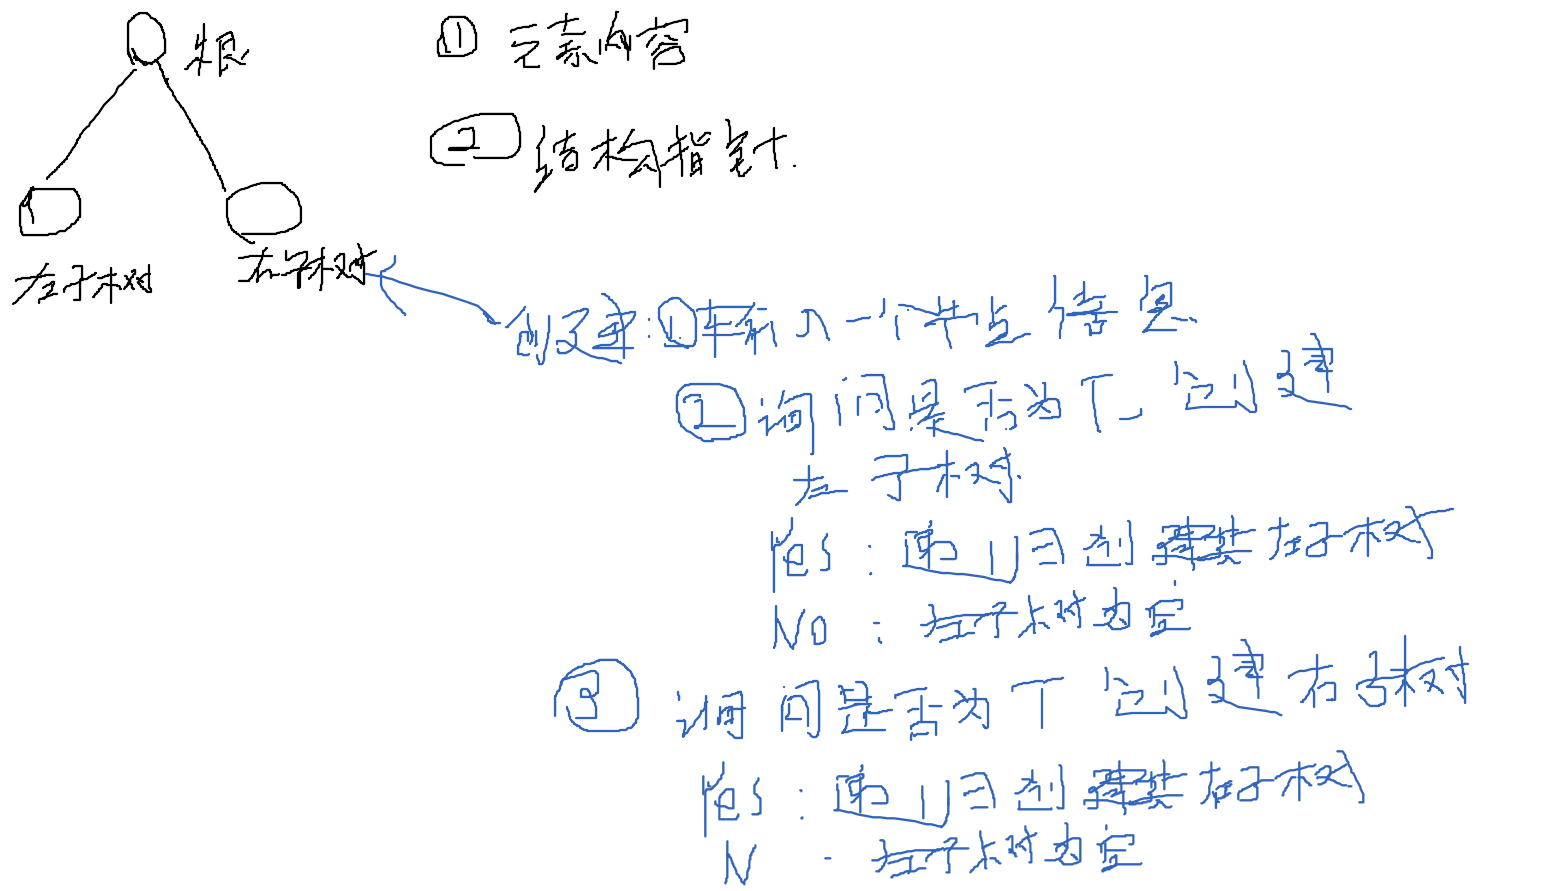 根
① 元素内容
② 结构指针.
左子树
右子树
创建:①输入一个节点信息
②询问是否为T创建
左子树
Yes:递归创建其左子树
No:左子树为空
③ 询问是否为T创建右子树
Yes:递归创建其右子树
N:左子树为空